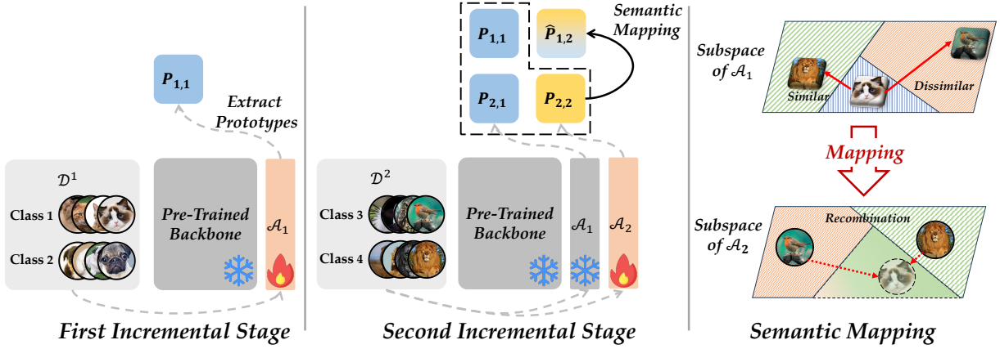 P₁,₁
Extract
Prototypes
𝒟¹
Class 1
Class 2
Pre-Trained
Backbone
𝒜₁
First Incremental Stage
P₁,₁
P̂₁,₂
Semantic
Mapping
P₂,₁
P₂,₂
𝒟²
Class 3
Class 4
Pre-Trained
Backbone
𝒜₁
𝒜₂
Second Incremental Stage
Subspace
of 𝒜₁
Similar
Dissimilar
Mapping
Subspace
of 𝒜₂
Recombination
Semantic Mapping